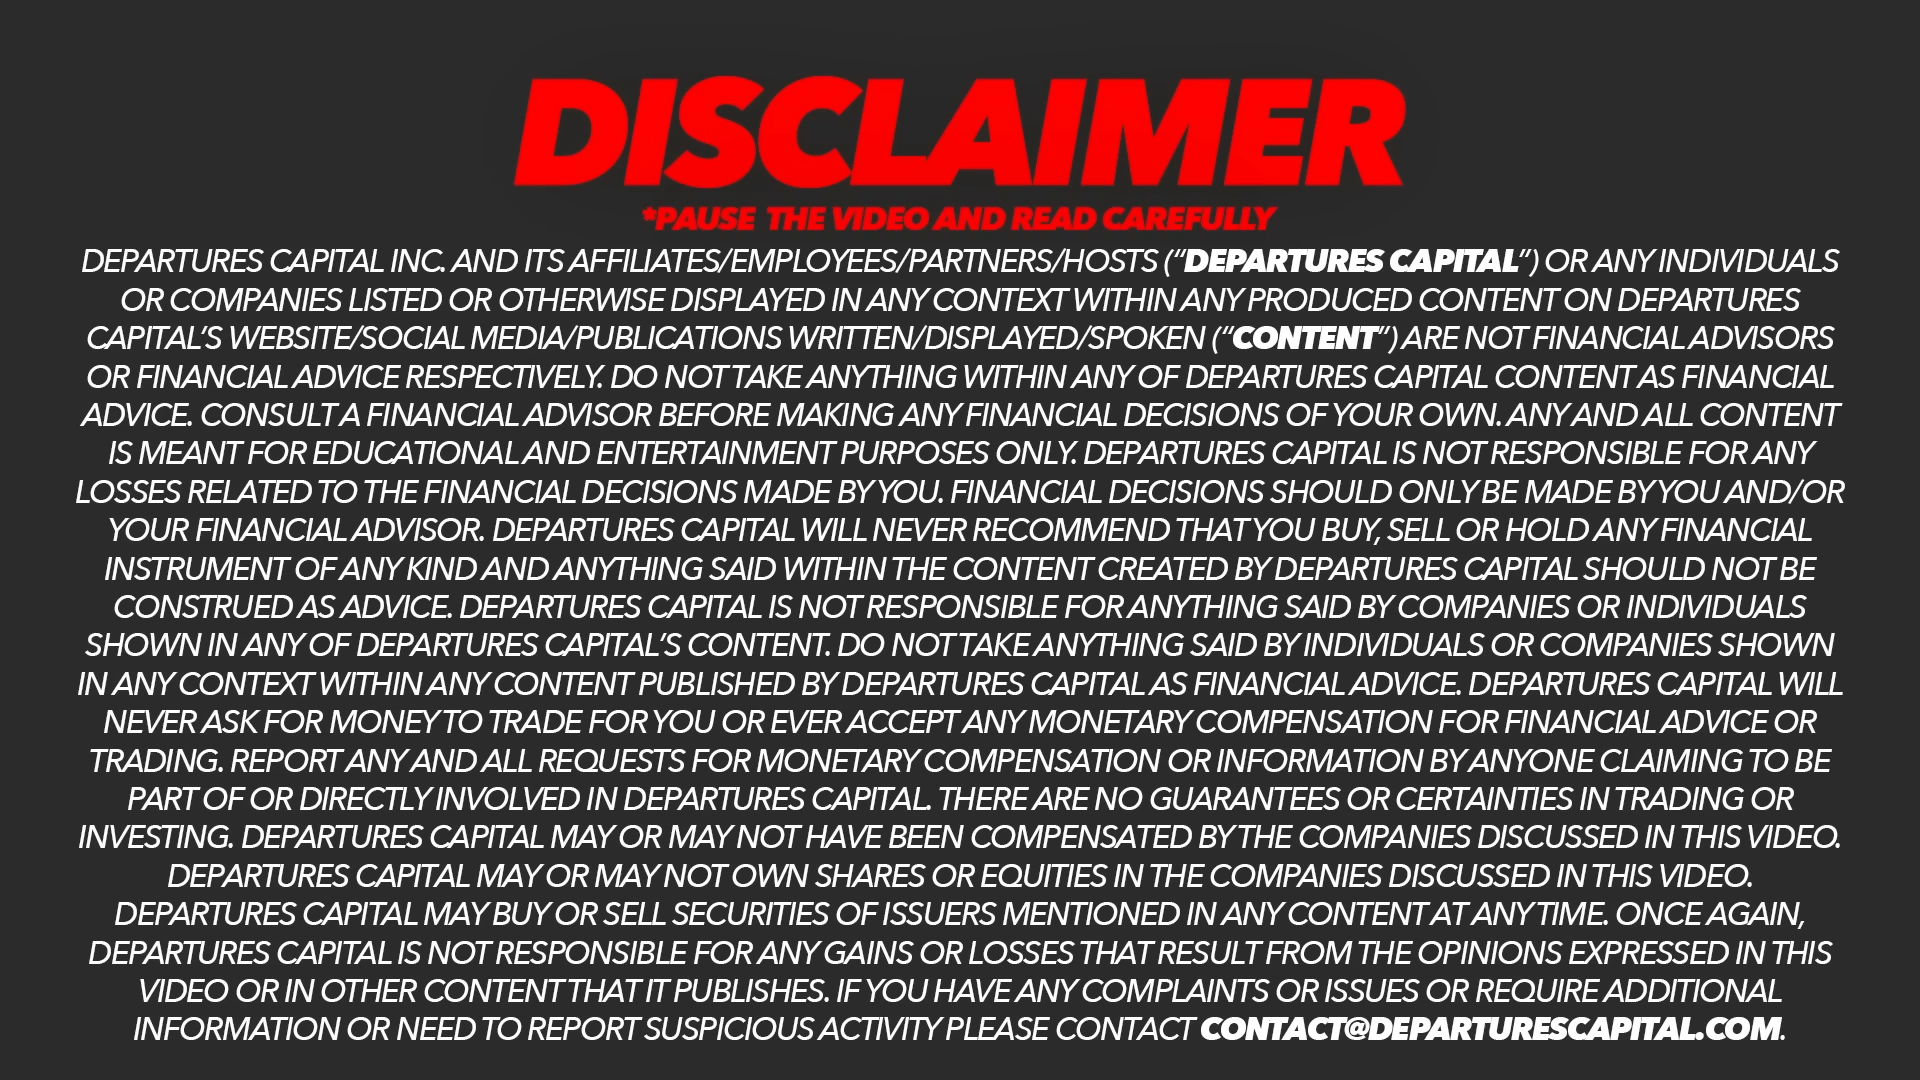 DISCLAIMER
*PAUSE THE VIDEO AND READ CAREFULLY
DEPARTURES CAPITAL INC. AND ITS AFFILIATES/EMPLOYEES/PARTNERS/HOSTS (“DEPARTURES CAPITAL”) OR ANY INDIVIDUALS
OR COMPANIES LISTED OR OTHERWISE DISPLAYED IN ANY CONTEXT WITHIN ANY PRODUCED CONTENT ON DEPARTURES
CAPITAL’S WEBSITE/SOCIAL MEDIA/PUBLICATIONS WRITTEN/DISPLAYED/SPOKEN (“CONTENT”) ARE NOT FINANCIAL ADVISORS
OR FINANCIAL ADVICE RESPECTIVELY. DO NOT TAKE ANYTHING WITHIN ANY OF DEPARTURES CAPITAL CONTENT AS FINANCIAL
ADVICE. CONSULT A FINANCIAL ADVISOR BEFORE MAKING ANY FINANCIAL DECISIONS OF YOUR OWN. ANY AND ALL CONTENT
IS MEANT FOR EDUCATIONAL AND ENTERTAINMENT PURPOSES ONLY. DEPARTURES CAPITAL IS NOT RESPONSIBLE FOR ANY
LOSSES RELATED TO THE FINANCIAL DECISIONS MADE BY YOU. FINANCIAL DECISIONS SHOULD ONLY BE MADE BY YOU AND/OR
YOUR FINANCIAL ADVISOR. DEPARTURES CAPITAL WILL NEVER RECOMMEND THAT YOU BUY, SELL OR HOLD ANY FINANCIAL
INSTRUMENT OF ANY KIND AND ANYTHING SAID WITHIN THE CONTENT CREATED BY DEPARTURES CAPITAL SHOULD NOT BE
CONSTRUED AS ADVICE. DEPARTURES CAPITAL IS NOT RESPONSIBLE FOR ANYTHING SAID BY COMPANIES OR INDIVIDUALS
SHOWN IN ANY OF DEPARTURES CAPITAL’S CONTENT. DO NOT TAKE ANYTHING SAID BY INDIVIDUALS OR COMPANIES SHOWN
IN ANY CONTEXT WITHIN ANY CONTENT PUBLISHED BY DEPARTURES CAPITAL AS FINANCIAL ADVICE. DEPARTURES CAPITAL WILL
NEVER ASK FOR MONEY TO TRADE FOR YOU OR EVER ACCEPT ANY MONETARY COMPENSATION FOR FINANCIAL ADVICE OR
TRADING. REPORT ANY AND ALL REQUESTS FOR MONETARY COMPENSATION OR INFORMATION BY ANYONE CLAIMING TO BE
PART OF OR DIRECTLY INVOLVED IN DEPARTURES CAPITAL. THERE ARE NO GUARANTEES OR CERTAINTIES IN TRADING OR
INVESTING. DEPARTURES CAPITAL MAY OR MAY NOT HAVE BEEN COMPENSATED BY THE COMPANIES DISCUSSED IN THIS VIDEO.
DEPARTURES CAPITAL MAY OR MAY NOT OWN SHARES OR EQUITIES IN THE COMPANIES DISCUSSED IN THIS VIDEO.
DEPARTURES CAPITAL MAY BUY OR SELL SECURITIES OF ISSUERS MENTIONED IN ANY CONTENT AT ANY TIME. ONCE AGAIN,
DEPARTURES CAPITAL IS NOT RESPONSIBLE FOR ANY GAINS OR LOSSES THAT RESULT FROM THE OPINIONS EXPRESSED IN THIS
VIDEO OR IN OTHER CONTENT THAT IT PUBLISHES. IF YOU HAVE ANY COMPLAINTS OR ISSUES OR REQUIRE ADDITIONAL
INFORMATION OR NEED TO REPORT SUSPICIOUS ACTIVITY PLEASE CONTACT CONTACT@DEPARTURESCAPITAL.COM.